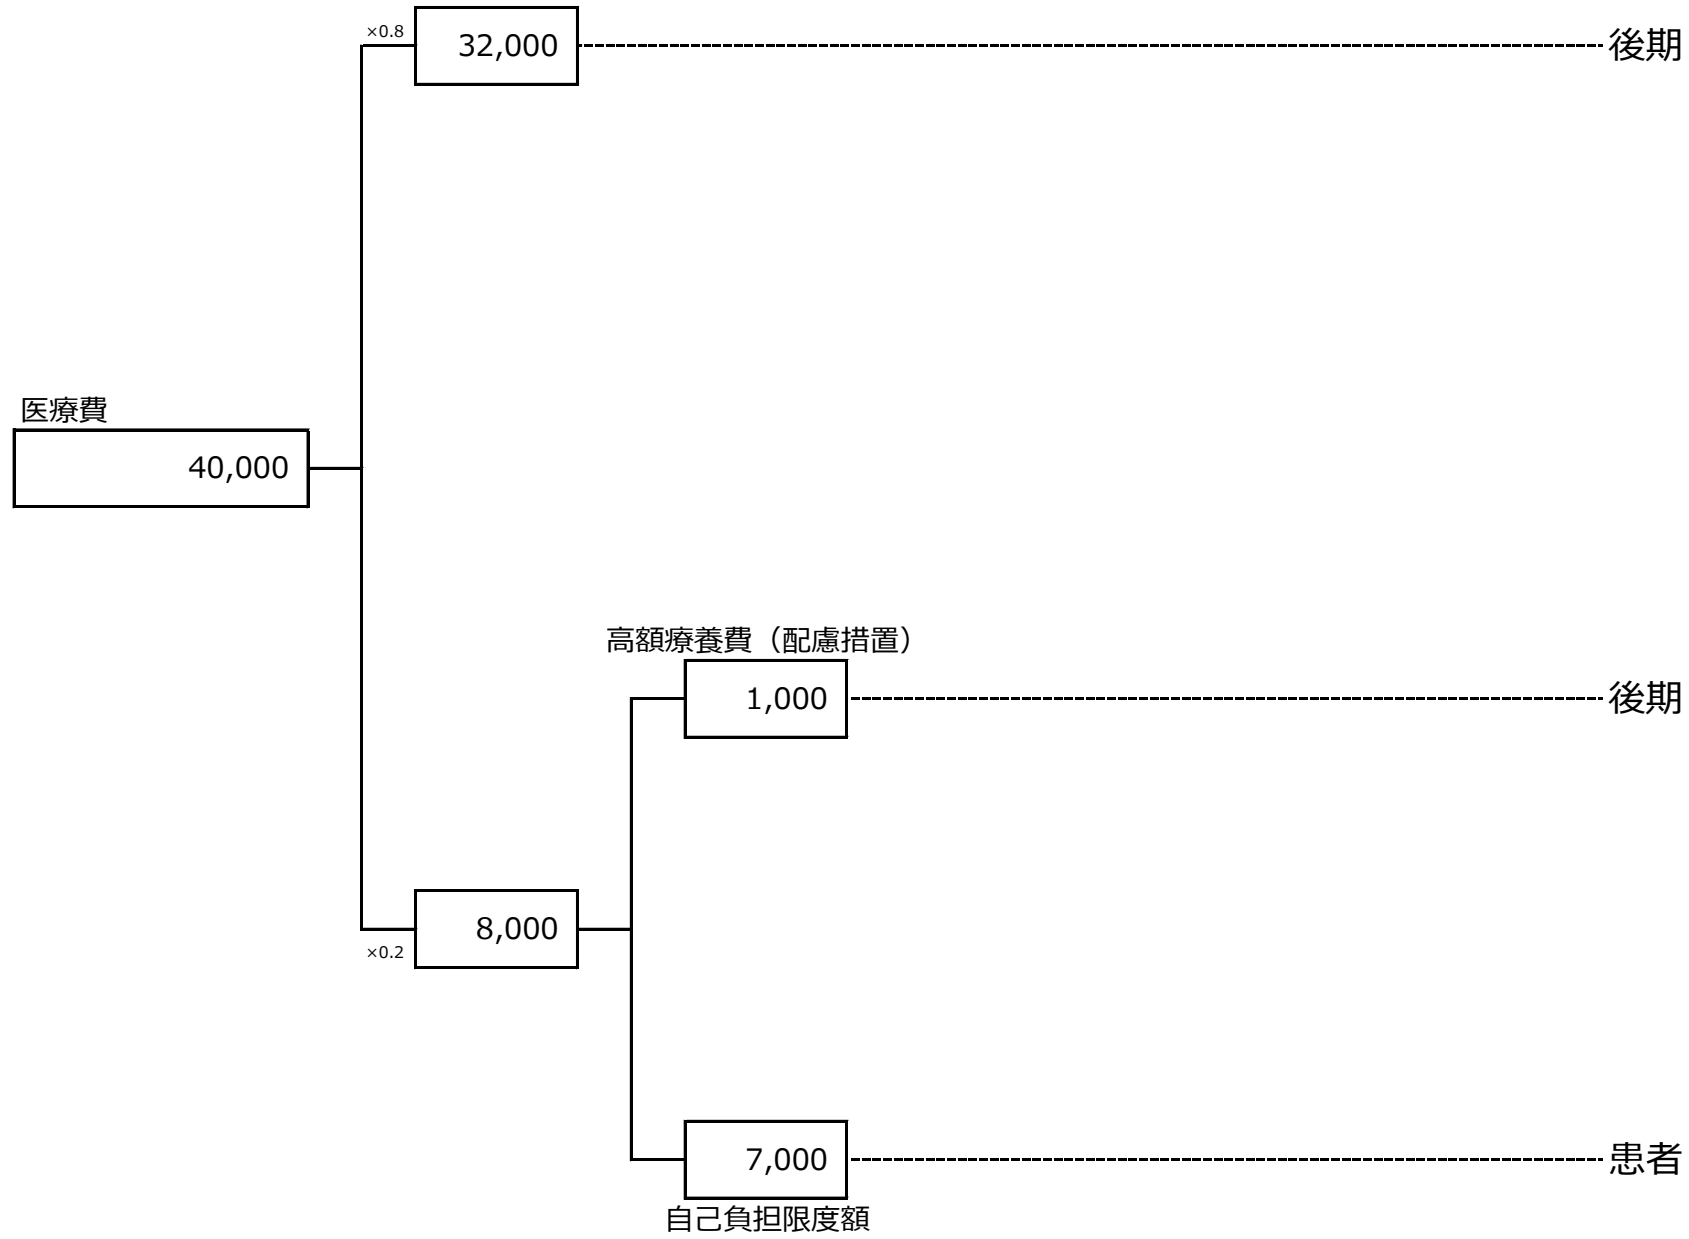 ×0.8
32,000
後期
医療費
40,000
高額療養費（配慮措置）
1,000
後期
8,000
×0.2
7,000
患者
自己負担限度額